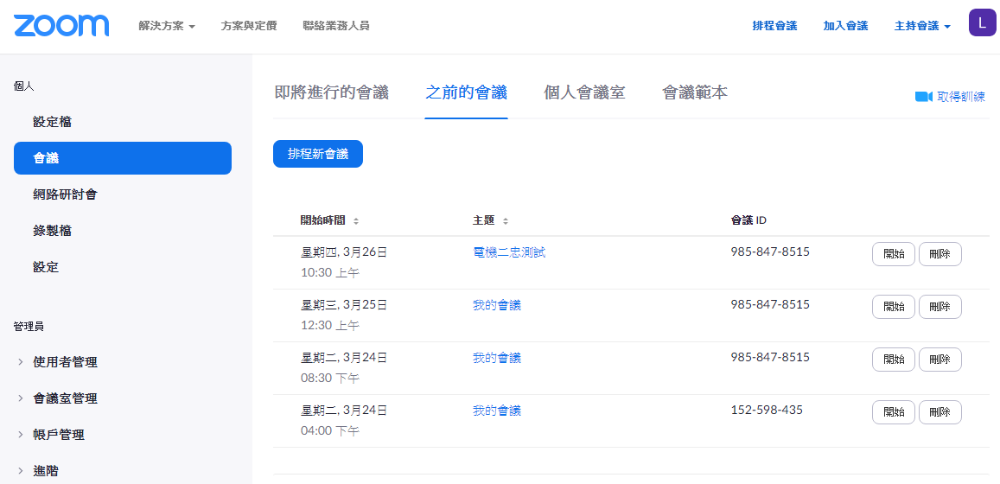 zoom 解決方案 方案與定價 聯絡業務人員 排程會議 加入會議 主持會議 L
個人
設定檔
會議
網路研討會
錄製檔
設定
管理員
使用者管理
會議室管理
帳戶管理
進階
即將進行的會議 之前的會議 個人會議室 會議範本 取得訓練
排程新會議
開始時間 主題 會議 ID
星期四, 3月26日 電機二忠測試 985-847-8515 開始 刪除
10:30 上午
星期三, 3月25日 我的會議 985-847-8515 開始 刪除
12:30 上午
星期二, 3月24日 我的會議 985-847-8515 開始 刪除
08:30 下午
星期二, 3月24日 我的會議 152-598-435 開始 刪除
04:00 下午